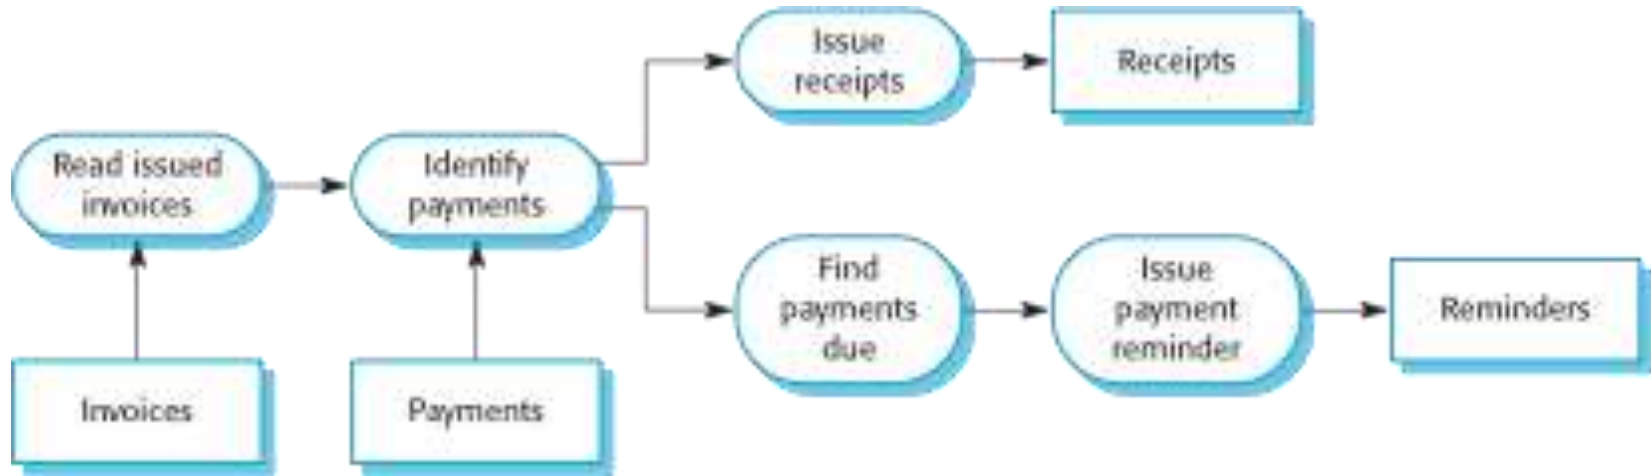 Issue
receipts
Receipts
Read issued
invoices
Identify
payments
Find
payments
due
Issue
payment
reminder
Reminders
Invoices
Payments